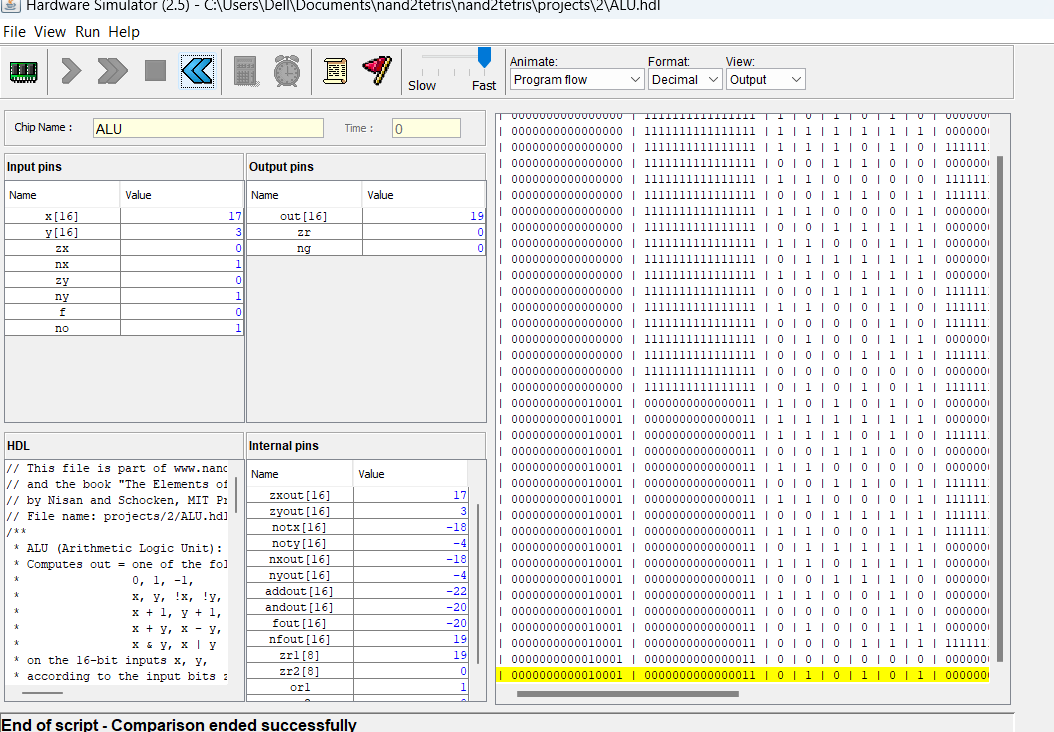 Hardware Simulator (2.5) - C:\Users\Dell\Documents\nand2tetris\nand2tetris\projects\2\ALU.hdl
File View Run Help
Slow Fast
Animate: Format: View:
Program flow Decimal Output
Chip Name : ALU Time : 0
Input pins
Name Value
x[16] 17
y[16] 3
zx 0
nx 1
zy 0
ny 1
f 0
no 1
Output pins
Name Value
out[16] 19
zr 0
ng 0
HDL
// This file is part of www.nand
// and the book "The Elements of
// by Nisan and Schocken, MIT Pr
// File name: projects/2/ALU.hdl
/**
* ALU (Arithmetic Logic Unit):
* Computes out = one of the fol
* 0, 1, -1,
* x, y, !x, !y,
* x + 1, y + 1,
* x + y, x - y,
* x & y, x | y
* on the 16-bit inputs x, y,
* according to the input bits z
Internal pins
Name Value
zxout[16] 17
zyout[16] 3
notx[16] -18
noty[16] -4
nxout[16] -18
nyout[16] -4
addout[16] -22
andout[16] -20
fout[16] -20
nfout[16] 19
zr1[8] 19
zr2[8] 0
or1 1
| 0000000000000000 | 1111111111111111 | 1 | 0 | 1 | 0 | 1 | 0 | 000000
| 0000000000000000 | 1111111111111111 | 1 | 1 | 1 | 1 | 1 | 1 | 000000
| 0000000000000000 | 1111111111111111 | 1 | 1 | 1 | 0 | 1 | 0 | 111111
| 0000000000000000 | 1111111111111111 | 0 | 0 | 1 | 1 | 0 | 0 | 000000
| 0000000000000000 | 1111111111111111 | 1 | 1 | 0 | 0 | 0 | 0 | 111111
| 0000000000000000 | 1111111111111111 | 0 | 0 | 1 | 1 | 0 | 1 | 111111
| 0000000000000000 | 1111111111111111 | 1 | 1 | 0 | 0 | 0 | 1 | 000000
| 0000000000000000 | 1111111111111111 | 0 | 0 | 1 | 1 | 1 | 1 | 000000
| 0000000000000000 | 1111111111111111 | 1 | 1 | 0 | 0 | 1 | 1 | 000000
| 0000000000000000 | 1111111111111111 | 0 | 1 | 1 | 1 | 1 | 1 | 000000
| 0000000000000000 | 1111111111111111 | 1 | 1 | 0 | 1 | 1 | 1 | 000000
| 0000000000000000 | 1111111111111111 | 0 | 0 | 1 | 1 | 1 | 0 | 111111
| 0000000000000000 | 1111111111111111 | 1 | 1 | 0 | 0 | 1 | 0 | 111111
| 0000000000000000 | 1111111111111111 | 0 | 0 | 0 | 0 | 1 | 0 | 111111
| 0000000000000000 | 1111111111111111 | 0 | 1 | 0 | 0 | 1 | 1 | 000000
| 0000000000000000 | 1111111111111111 | 0 | 0 | 0 | 1 | 1 | 1 | 111111
| 0000000000000000 | 1111111111111111 | 0 | 0 | 0 | 0 | 0 | 0 | 000000
| 0000000000000000 | 1111111111111111 | 0 | 1 | 0 | 1 | 0 | 1 | 111111
| 0000000000010001 | 0000000000000011 | 1 | 0 | 1 | 0 | 1 | 0 | 000000
| 0000000000010001 | 0000000000000011 | 1 | 1 | 1 | 1 | 1 | 1 | 000000
| 0000000000010001 | 0000000000000011 | 1 | 1 | 1 | 0 | 1 | 0 | 111111
| 0000000000010001 | 0000000000000011 | 0 | 0 | 1 | 1 | 0 | 0 | 000000
| 0000000000010001 | 0000000000000011 | 1 | 1 | 0 | 0 | 0 | 0 | 000000
| 0000000000010001 | 0000000000000011 | 0 | 0 | 1 | 1 | 0 | 1 | 111111
| 0000000000010001 | 0000000000000011 | 1 | 1 | 0 | 0 | 0 | 1 | 111111
| 0000000000010001 | 0000000000000011 | 0 | 0 | 1 | 1 | 1 | 1 | 111111
| 0000000000010001 | 0000000000000011 | 1 | 1 | 0 | 0 | 1 | 1 | 111111
| 0000000000010001 | 0000000000000011 | 0 | 1 | 1 | 1 | 1 | 1 | 000000
| 0000000000010001 | 0000000000000011 | 1 | 1 | 0 | 1 | 1 | 1 | 000000
| 0000000000010001 | 0000000000000011 | 0 | 0 | 1 | 1 | 1 | 0 | 000000
| 0000000000010001 | 0000000000000011 | 1 | 1 | 0 | 0 | 1 | 0 | 000000
| 0000000000010001 | 0000000000000011 | 0 | 0 | 0 | 0 | 1 | 0 | 000000
| 0000000000010001 | 0000000000000011 | 0 | 1 | 0 | 0 | 1 | 1 | 000000
| 0000000000010001 | 0000000000000011 | 0 | 0 | 0 | 1 | 1 | 1 | 111111
| 0000000000010001 | 0000000000000011 | 0 | 0 | 0 | 0 | 0 | 0 | 000000
| 0000000000010001 | 0000000000000011 | 0 | 1 | 0 | 1 | 0 | 1 | 000000
End of script - Comparison ended successfully